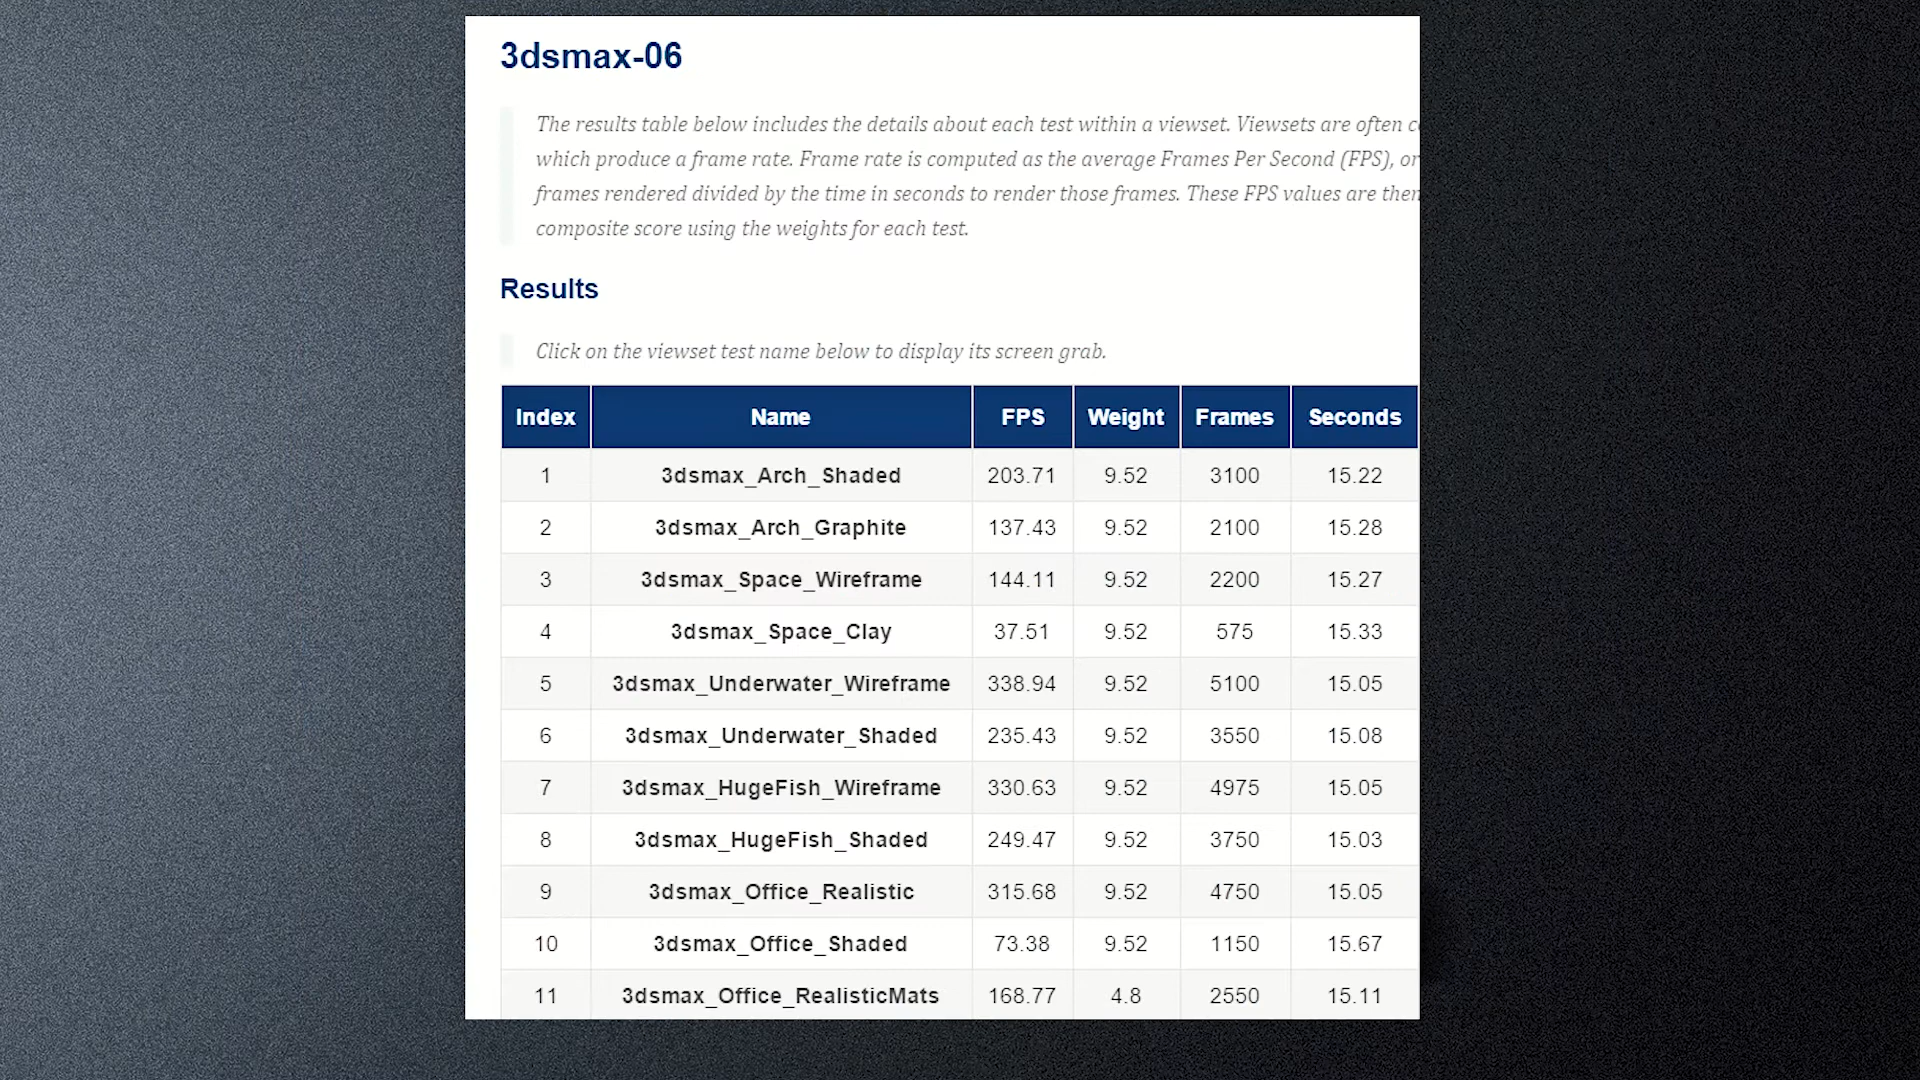 3dsmax-06
The results table below includes the details about each test within a viewset. Viewsets are often
which produce a frame rate. Frame rate is computed as the average Frames Per Second (FPS), or
frames rendered divided by the time in seconds to render those frames. These FPS values are then
composite score using the weights for each test.
Results
Click on the viewset test name below to display its screen grab.
Index Name FPS Weight Frames Seconds
1 3dsmax_Arch_Shaded 203.71 9.52 3100 15.22
2 3dsmax_Arch_Graphite 137.43 9.52 2100 15.28
3 3dsmax_Space_Wireframe 144.11 9.52 2200 15.27
4 3dsmax_Space_Clay 37.51 9.52 575 15.33
5 3dsmax_Underwater_Wireframe 338.94 9.52 5100 15.05
6 3dsmax_Underwater_Shaded 235.43 9.52 3550 15.08
7 3dsmax_HugeFish_Wireframe 330.63 9.52 4975 15.05
8 3dsmax_HugeFish_Shaded 249.47 9.52 3750 15.03
9 3dsmax_Office_Realistic 315.68 9.52 4750 15.05
10 3dsmax_Office_Shaded 73.38 9.52 1150 15.67
11 3dsmax_Office_RealisticMats 168.77 4.8 2550 15.11